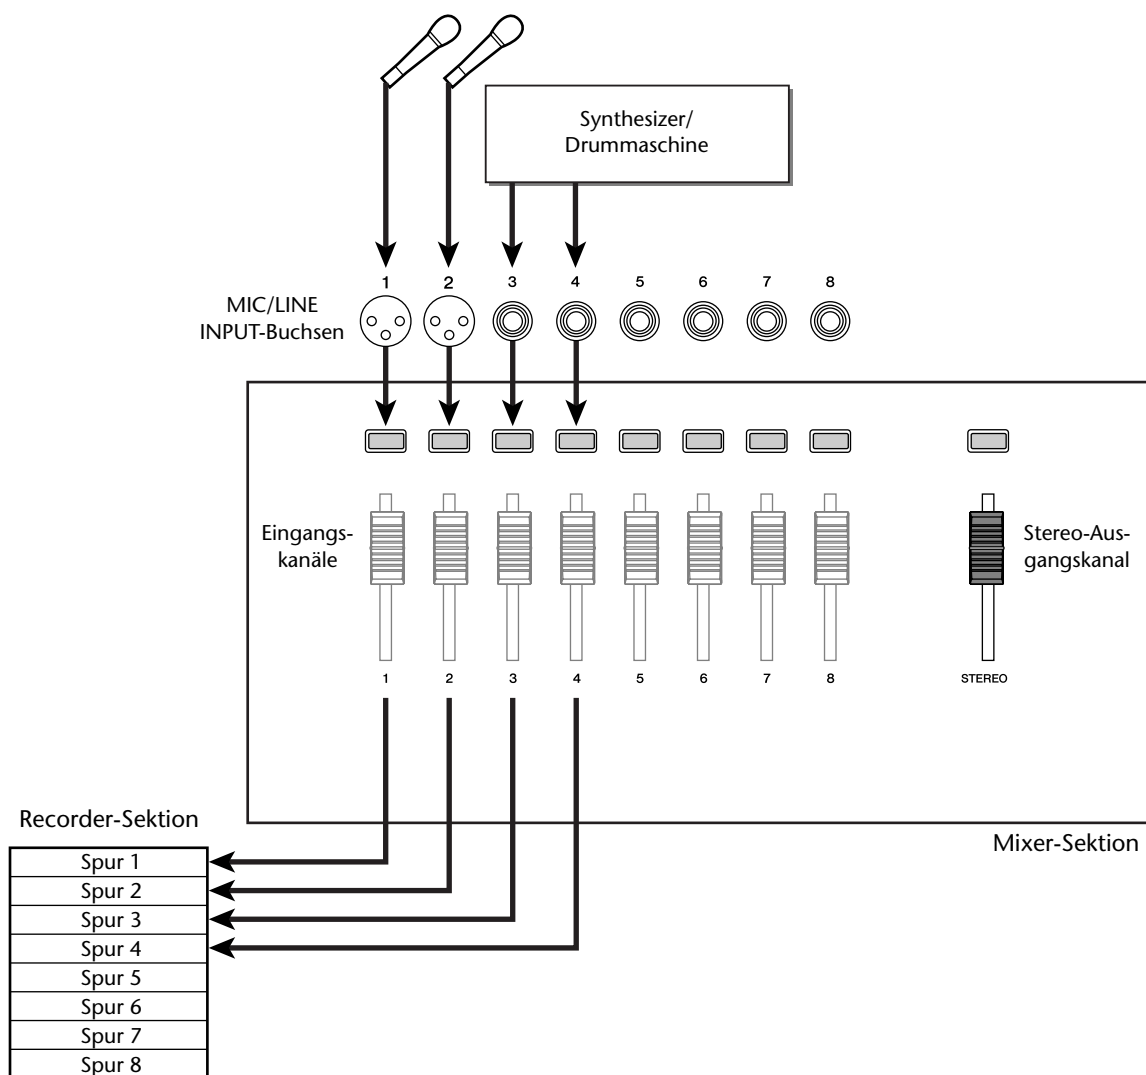 Synthesizer/
Drummaschine
1 2 3 4 5 6 7 8
MIC/LINE
INPUT-Buchsen
Eingangs-
kanäle
Stereo-Aus-
gangskanal
1 2 3 4 5 6 7 8 STEREO
Recorder-Sektion
Mixer-Sektion
Spur 1
Spur 2
Spur 3
Spur 4
Spur 5
Spur 6
Spur 7
Spur 8